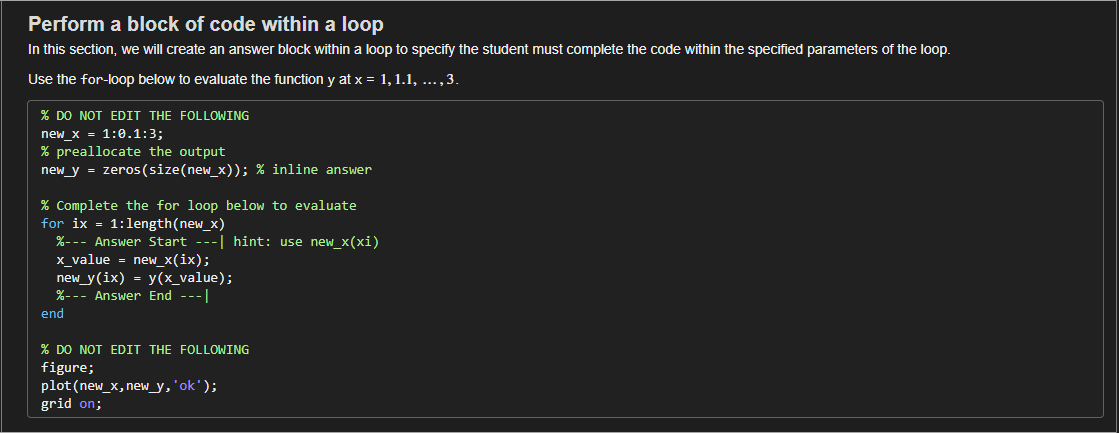 Perform a block of code within a loop
In this section, we will create an answer block within a loop to specify the student must complete the code within the specified parameters of the loop.
Use the for-loop below to evaluate the function y at x = 1, 1.1, …, 3.
% DO NOT EDIT THE FOLLOWING
new_x = 1:0.1:3;
% preallocate the output
new_y = zeros(size(new_x)); % inline answer
% Complete the for loop below to evaluate
for ix = 1:length(new_x)
%--- Answer Start ---| hint: use new_x(xi)
x_value = new_x(ix);
new_y(ix) = y(x_value);
%--- Answer End ---|
end
% DO NOT EDIT THE FOLLOWING
figure;
plot(new_x,new_y,'ok');
grid on;